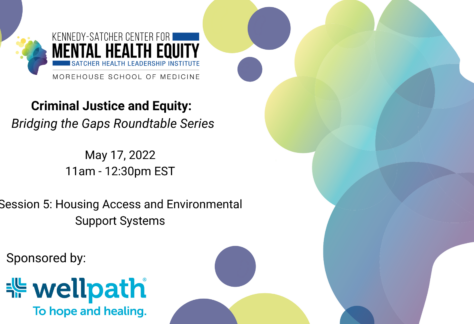 KENNEDY-SATCHER CENTER FOR
MENTAL HEALTH EQUITY
SATCHER HEALTH LEADERSHIP INSTITUTE
MOREHOUSE SCHOOL OF MEDICINE
Criminal Justice and Equity:
Bridging the Gaps Roundtable Series
May 17, 2022
11am - 12:30pm EST
Session 5: Housing Access and Environmental
Support Systems
Sponsored by:
wellpath
To hope and healing.